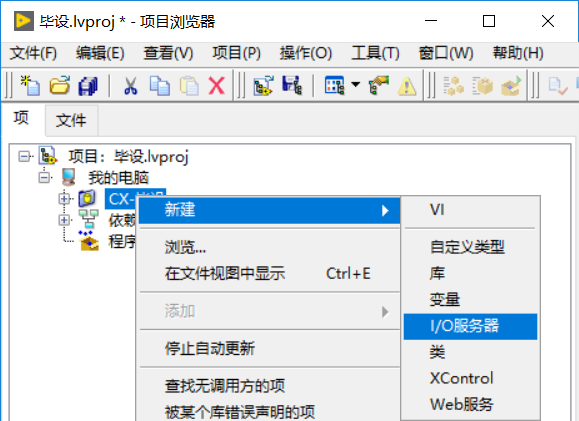 毕设.lvproj * - 项目浏览器
文件(F) 编辑(E) 查看(V) 项目(P) 操作(O) 工具(T) 窗口(W) 帮助(H)
项 文件
项目：毕设.lvproj
我的电脑
CX-毕设
依赖
程序
新建
浏览...
在文件视图中显示 Ctrl+E
添加
停止自动更新
查找无调用方的项
被某个库错误声明的项
VI
自定义类型
库
变量
I/O服务器
类
XControl
Web服务